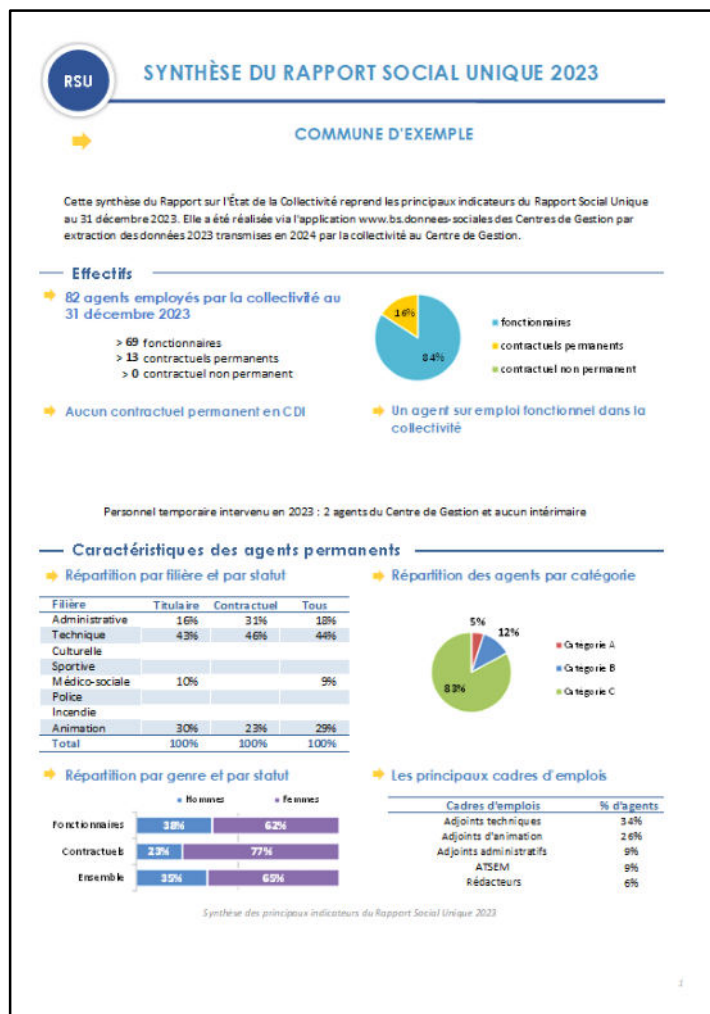 RSU
SYNTHÈSE DU RAPPORT SOCIAL UNIQUE 2023
COMMUNE D'EXEMPLE
Cette synthèse du Rapport sur l'État de la Collectivité reprend les principaux indicateurs du Rapport Social Unique
au 31 décembre 2023. Elle a été réalisée via l'application www.bs.donnees-sociales des Centres de Gestion par
extraction des données 2023 transmises en 2024 par la collectivité au Centre de Gestion.
Effectifs
82 agents employés par la collectivité au
31 décembre 2023
> 69 fonctionnaires
> 13 contractuels permanents
> 0 contractuel non permanent
16%
84%
fonctionnaires
contractuels permanents
contractuel non permanent
Aucun contractuel permanent en CDI
Un agent sur emploi fonctionnel dans la
collectivité
Personnel temporaire intervenu en 2023 : 2 agents du Centre de Gestion et aucun intérimaire
Caractéristiques des agents permanents
Répartition par filière et par statut
Filière Titulaire Contractuel Tous
Administrative 16% 31% 18%
Technique 43% 46% 44%
Culturelle
Sportive
Médico-sociale 10% 9%
Police
Incendie
Animation 30% 23% 29%
Total 100% 100% 100%
Répartition des agents par catégorie
5%
12%
83%
Catégorie A
Catégorie B
Catégorie C
Répartition par genre et par statut
Hommes Femmes
Fonctionnaires 38% 62%
Contractuels 23% 77%
Ensemble 35% 65%
Les principaux cadres d'emplois
Cadres d'emplois % d'agents
Adjoints techniques 34%
Adjoints d'animation 26%
Adjoints administratifs 9%
ATSEM 9%
Rédacteurs 6%
Synthèse des principaux indicateurs du Rapport Social Unique 2023
1